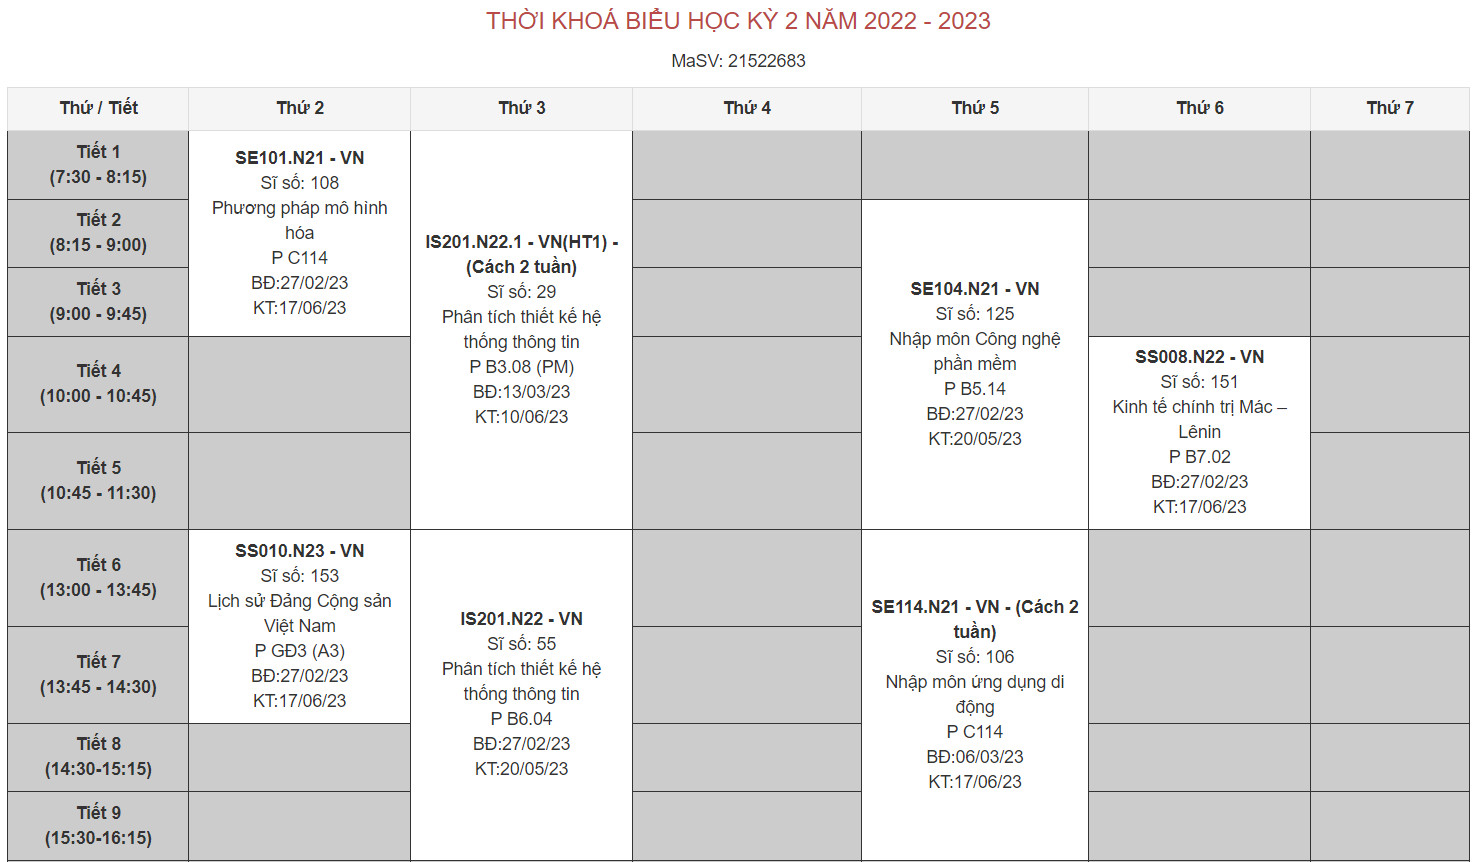 THỜI KHOÁ BIỂU HỌC KỲ 2 NĂM 2022 - 2023
MaSV: 21522683
Thứ / Tiết
Thứ 2
Thứ 3
Thứ 4
Thứ 5
Thứ 6
Thứ 7
Tiết 1
(7:30 - 8:15)
SE101.N21 - VN
Sĩ số: 108
Phương pháp mô hình
hóa
P C114
BĐ:27/02/23
KT:17/06/23
IS201.N22.1 - VN(HT1) -
(Cách 2 tuần)
Sĩ số: 29
Phân tích thiết kế hệ
thống thông tin
P B3.08 (PM)
BĐ:13/03/23
KT:10/06/23
Tiết 2
(8:15 - 9:00)
SE104.N21 - VN
Sĩ số: 125
Nhập môn Công nghệ
phần mềm
P B5.14
BĐ:27/02/23
KT:20/05/23
Tiết 3
(9:00 - 9:45)
Tiết 4
(10:00 - 10:45)
SS008.N22 - VN
Sĩ số: 151
Kinh tế chính trị Mác –
Lênin
P B7.02
BĐ:27/02/23
KT:17/06/23
Tiết 5
(10:45 - 11:30)
Tiết 6
(13:00 - 13:45)
SS010.N23 - VN
Sĩ số: 153
Lịch sử Đảng Cộng sản
Việt Nam
P GĐ3 (A3)
BĐ:27/02/23
KT:17/06/23
IS201.N22 - VN
Sĩ số: 55
Phân tích thiết kế hệ
thống thông tin
P B6.04
BĐ:27/02/23
KT:20/05/23
SE114.N21 - VN - (Cách 2
tuần)
Sĩ số: 106
Nhập môn ứng dụng di
động
P C114
BĐ:06/03/23
KT:17/06/23
Tiết 7
(13:45 - 14:30)
Tiết 8
(14:30-15:15)
Tiết 9
(15:30-16:15)